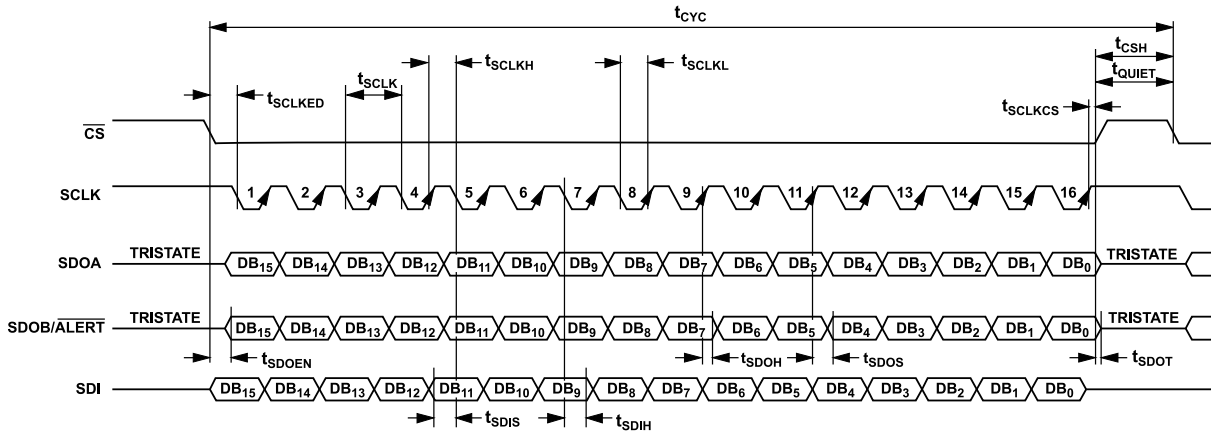 tCYC
tCSH
tSCLKH
tSCLKL
tSCLK
tQUIET
tSCLKED
tSCLKCS
CS
SCLK 1 2 3 4 5 6 7 8 9 10 11 12 13 14 15 16
TRISTATE TRISTATE
SDOA DB15 DB14 DB13 DB12 DB11 DB10 DB9 DB8 DB7 DB6 DB5 DB4 DB3 DB2 DB1 DB0
TRISTATE TRISTATE
SDOB/ALERT DB15 DB14 DB13 DB12 DB11 DB10 DB9 DB8 DB7 DB6 DB5 DB4 DB3 DB2 DB1 DB0
tSDOEN tSDOH tSDOS tSDOT
SDI DB15 DB14 DB13 DB12 DB11 DB10 DB9 DB8 DB7 DB6 DB5 DB4 DB3 DB2 DB1 DB0
tSDIS tSDIH